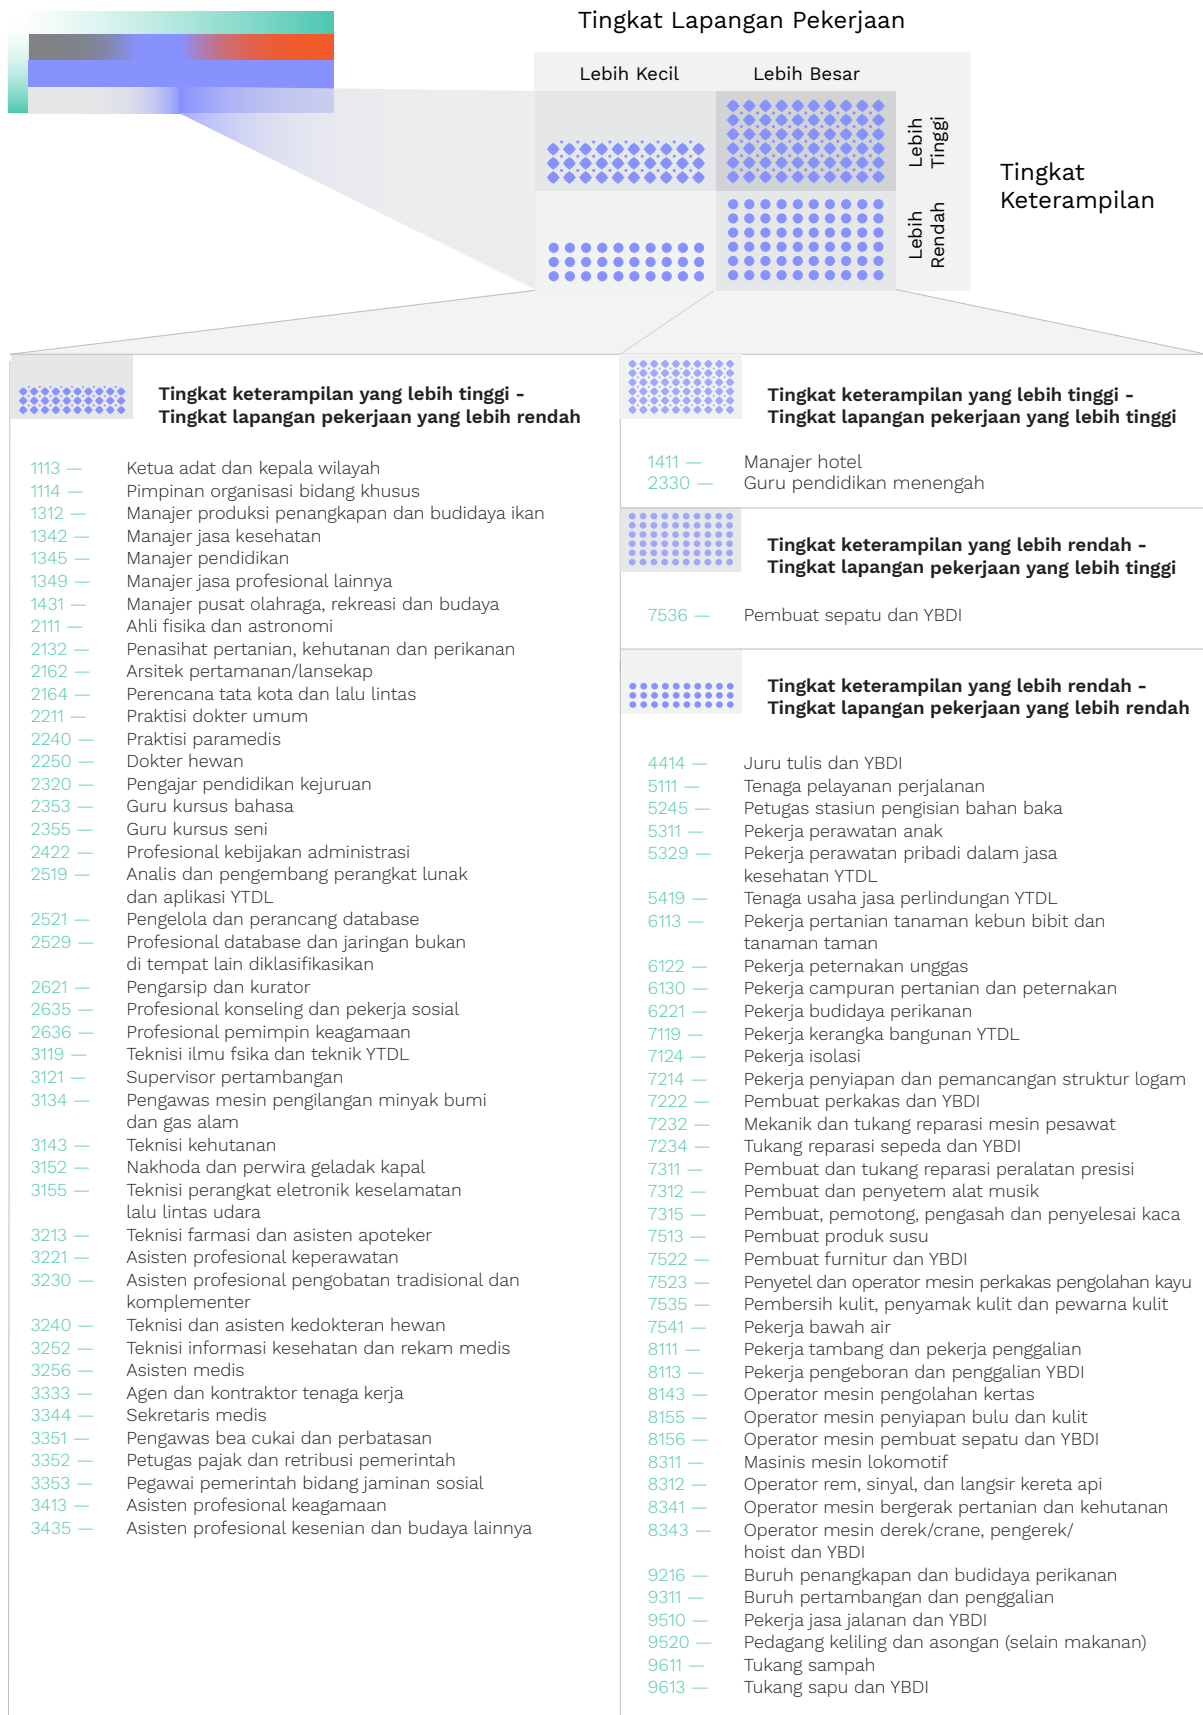 Tingkat Lapangan Pekerjaan
Lebih Kecil
Lebih Besar
Lebih
Tinggi
Lebih
Rendah
Tingkat
Keterampilan
Tingkat keterampilan yang lebih tinggi -
Tingkat lapangan pekerjaan yang lebih rendah
1113 — Ketua adat dan kepala wilayah
1114 — Pimpinan organisasi bidang khusus
1312 — Manajer produksi penangkapan dan budidaya ikan
1342 — Manajer jasa kesehatan
1345 — Manajer pendidikan
1349 — Manajer jasa profesional lainnya
1431 — Manajer pusat olahraga, rekreasi dan budaya
2111 — Ahli fisika dan astronomi
2132 — Penasihat pertanian, kehutanan dan perikanan
2162 — Arsitek pertamanan/lansekap
2164 — Perencana tata kota dan lalu lintas
2211 — Praktisi dokter umum
2240 — Praktisi paramedis
2250 — Dokter hewan
2320 — Pengajar pendidikan kejuruan
2353 — Guru kursus bahasa
2355 — Guru kursus seni
2422 — Profesional kebijakan administrasi
2519 — Analis dan pengembang perangkat lunak
dan aplikasi YTDL
2521 — Pengelola dan perancang database
2529 — Profesional database dan jaringan bukan
di tempat lain diklasifikasikan
2621 — Pengarsip dan kurator
2635 — Profesional konseling dan pekerja sosial
2636 — Profesional pemimpin keagamaan
3119 — Teknisi ilmu fsika dan teknik YTDL
3121 — Supervisor pertambangan
3134 — Pengawas mesin pengilangan minyak bumi
dan gas alam
3143 — Teknisi kehutanan
3152 — Nakhoda dan perwira geladak kapal
3155 — Teknisi perangkat eletronik keselamatan
lalu lintas udara
3213 — Teknisi farmasi dan asisten apoteker
3221 — Asisten profesional keperawatan
3230 — Asisten profesional pengobatan tradisional dan
komplementer
3240 — Teknisi dan asisten kedokteran hewan
3252 — Teknisi informasi kesehatan dan rekam medis
3256 — Asisten medis
3333 — Agen dan kontraktor tenaga kerja
3344 — Sekretaris medis
3351 — Pengawas bea cukai dan perbatasan
3352 — Petugas pajak dan retribusi pemerintah
3353 — Pegawai pemerintah bidang jaminan sosial
3413 — Asisten profesional keagamaan
3435 — Asisten profesional kesenian dan budaya lainnya
Tingkat keterampilan yang lebih tinggi -
Tingkat lapangan pekerjaan yang lebih tinggi
1411 — Manajer hotel
2330 — Guru pendidikan menengah
Tingkat keterampilan yang lebih rendah -
Tingkat lapangan pekerjaan yang lebih tinggi
7536 — Pembuat sepatu dan YBDI
Tingkat keterampilan yang lebih rendah -
Tingkat lapangan pekerjaan yang lebih rendah
4414 — Juru tulis dan YBDI
5111 — Tenaga pelayanan perjalanan
5245 — Petugas stasiun pengisian bahan baka
5311 — Pekerja perawatan anak
5329 — Pekerja perawatan pribadi dalam jasa
kesehatan YTDL
5419 — Tenaga usaha jasa perlindungan YTDL
6113 — Pekerja pertanian tanaman kebun bibit dan
tanaman taman
6122 — Pekerja peternakan unggas
6130 — Pekerja campuran pertanian dan peternakan
6221 — Pekerja budidaya perikanan
7119 — Pekerja kerangka bangunan YTDL
7124 — Pekerja isolasi
7214 — Pekerja penyiapan dan pemancangan struktur logam
7222 — Pembuat perkakas dan YBDI
7232 — Mekanik dan tukang reparasi mesin pesawat
7234 — Tukang reparasi sepeda dan YBDI
7311 — Pembuat dan tukang reparasi peralatan presisi
7312 — Pembuat dan penyetem alat musik
7315 — Pembuat, pemotong, pengasah dan penyelesai kaca
7513 — Pembuat produk susu
7522 — Pembuat furnitur dan YBDI
7523 — Penyetel dan operator mesin perkakas pengolahan kayu
7535 — Pembersih kulit, penyamak kulit dan pewarna kulit
7541 — Pekerja bawah air
8111 — Pekerja tambang dan pekerja penggalian
8113 — Pekerja pengeboran dan penggalian YBDI
8143 — Operator mesin pengolahan kertas
8155 — Operator mesin penyiapan bulu dan kulit
8156 — Operator mesin pembuat sepatu dan YBDI
8311 — Masinis mesin lokomotif
8312 — Operator rem, sinyal, dan langsir kereta api
8341 — Operator mesin bergerak pertanian dan kehutanan
8343 — Operator mesin derek/crane, pengerek/
hoist dan YBDI
9216 — Buruh penangkapan dan budidaya perikanan
9311 — Buruh pertambangan dan penggalian
9510 — Pekerja jasa jalanan dan YBDI
9520 — Pedagang keliling dan asongan (selain makanan)
9611 — Tukang sampah
9613 — Tukang sapu dan YBDI